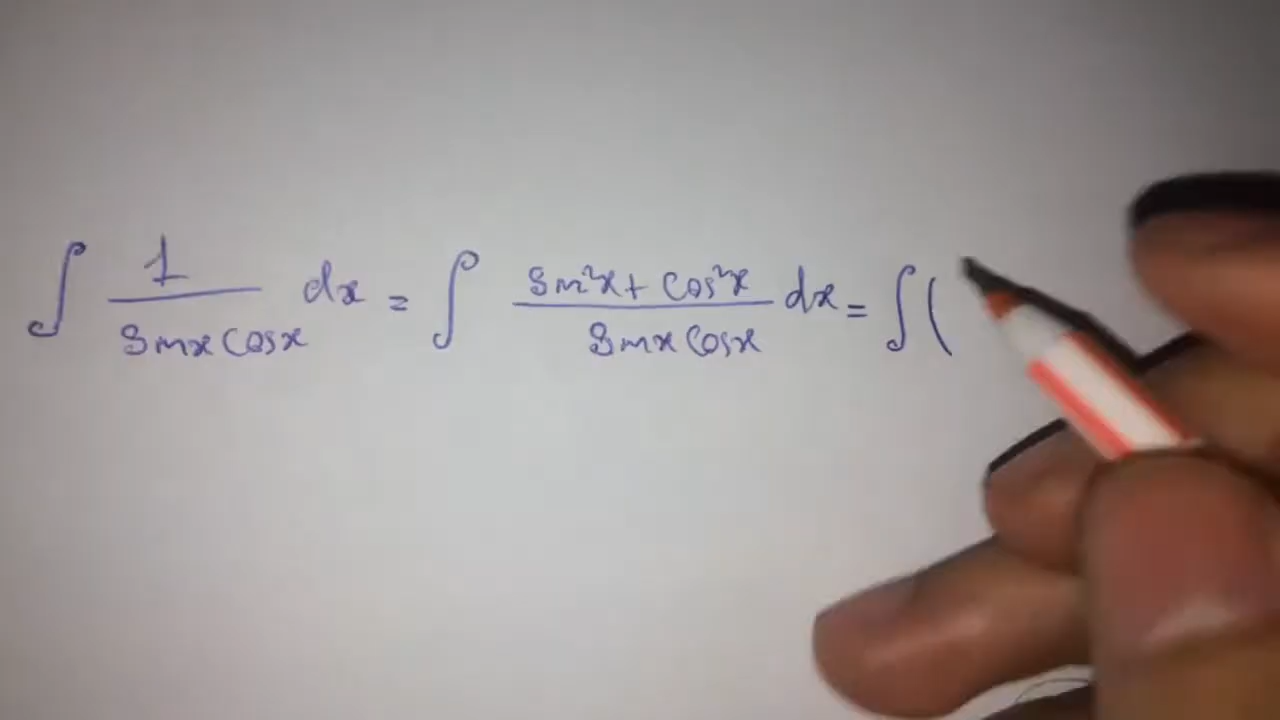 ∫ 1/(sinx cosx) dx = ∫ (sin²x + cos²x)/(sinx cosx) dx = ∫(